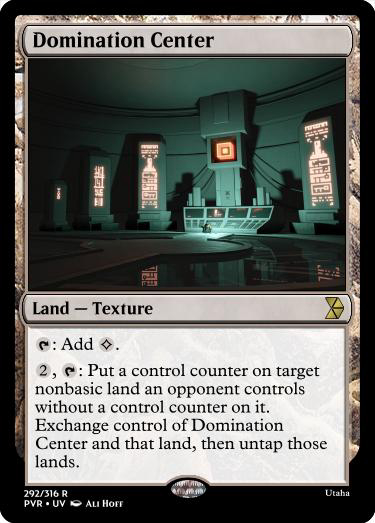 Domination Center
Land — Texture
: Add .
2, : Put a control counter on target
nonbasic land an opponent controls
without a control counter on it.
Exchange control of Domination
Center and that land, then untap those
lands.
292/316 R
PVR • UV Ali Hoff
Utaha